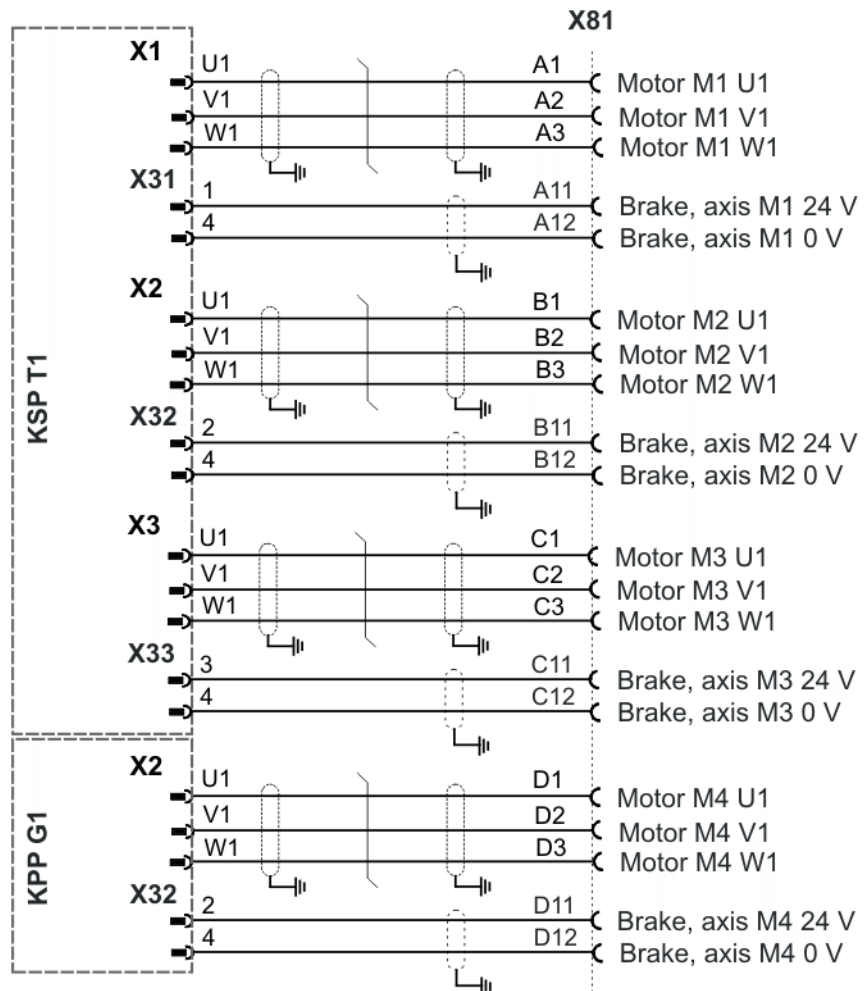 X81
KSP T1
X1
U1 A1 Motor M1 U1
V1 A2 Motor M1 V1
W1 A3 Motor M1 W1
X31
1 A11 Brake, axis M1 24 V
4 A12 Brake, axis M1 0 V
X2
U1 B1 Motor M2 U1
V1 B2 Motor M2 V1
W1 B3 Motor M2 W1
X32
2 B11 Brake, axis M2 24 V
4 B12 Brake, axis M2 0 V
X3
U1 C1 Motor M3 U1
V1 C2 Motor M3 V1
W1 C3 Motor M3 W1
X33
3 C11 Brake, axis M3 24 V
4 C12 Brake, axis M3 0 V
KPP G1
X2
U1 D1 Motor M4 U1
V1 D2 Motor M4 V1
W1 D3 Motor M4 W1
X32
2 D11 Brake, axis M4 24 V
4 D12 Brake, axis M4 0 V